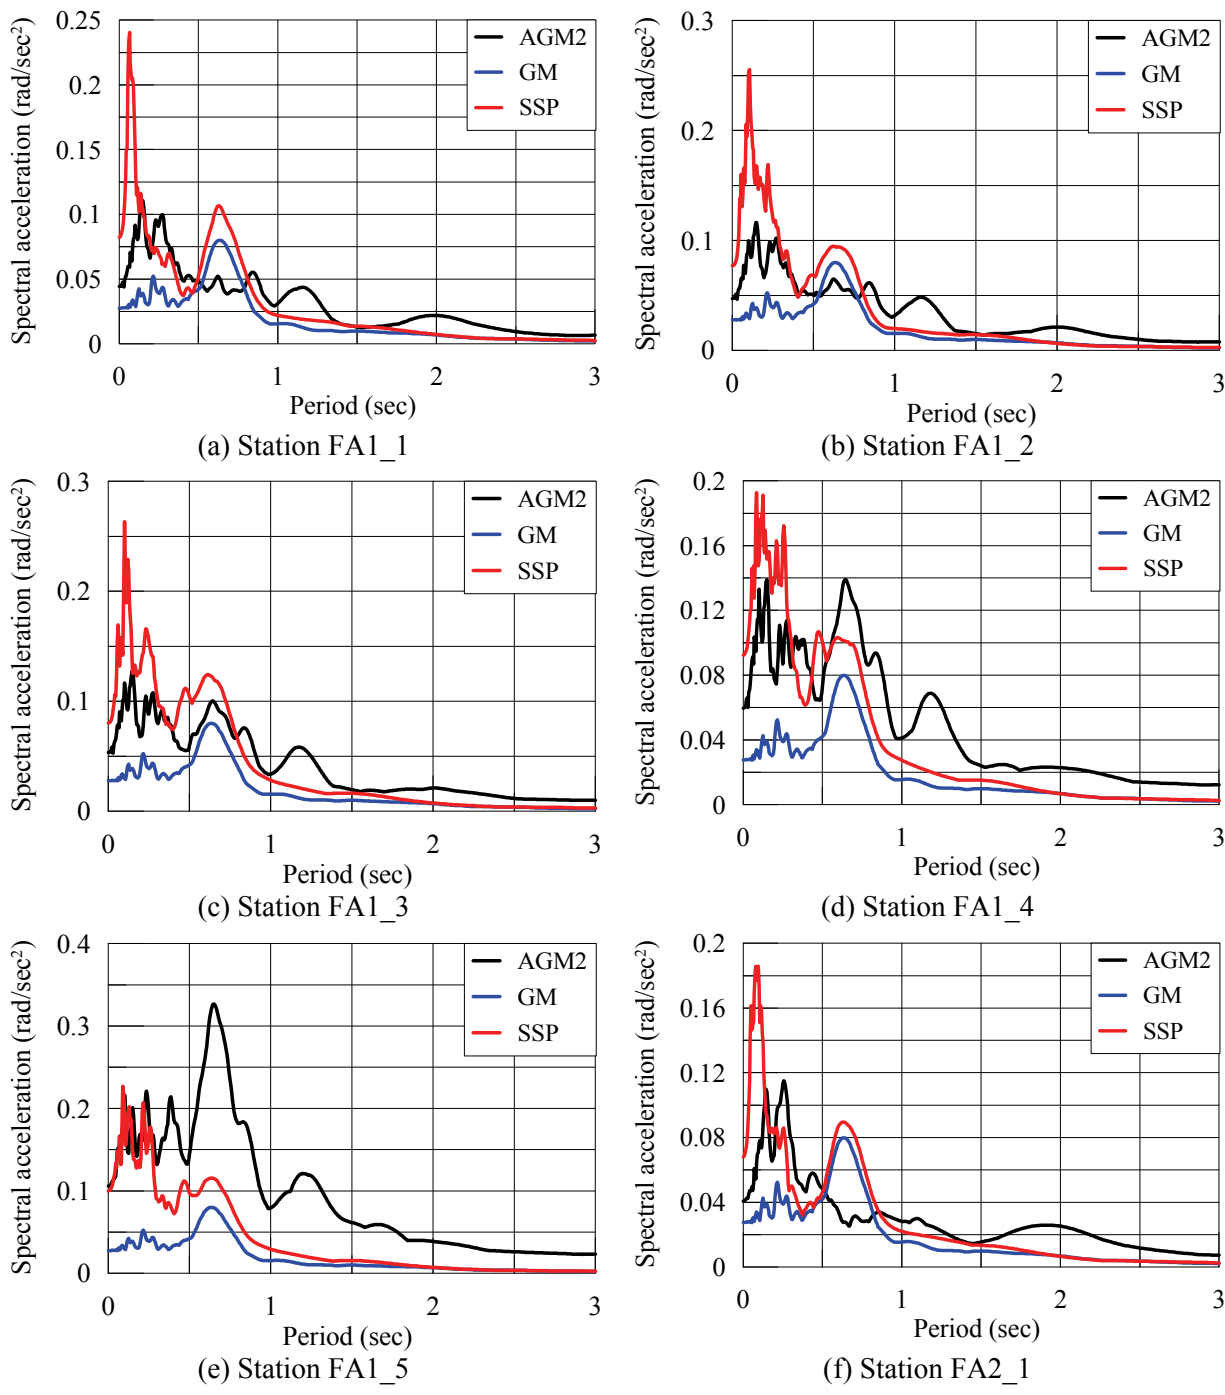 Spectral acceleration (rad/sec²)
0.25
0.2
0.15
0.1
0.05
0
AGM2
GM
SSP
0 1 2 3
Period (sec)
(a) Station FA1_1
Spectral acceleration (rad/sec²)
0.3
0.2
0.1
0
AGM2
GM
SSP
0 1 2 3
Period (sec)
(b) Station FA1_2
Spectral acceleration (rad/sec²)
0.3
0.2
0.1
0
AGM2
GM
SSP
0 1 2 3
Period (sec)
(c) Station FA1_3
Spectral acceleration (rad/sec²)
0.2
0.16
0.12
0.08
0.04
0
AGM2
GM
SSP
0 1 2 3
Period (sec)
(d) Station FA1_4
Spectral acceleration (rad/sec²)
0.4
0.3
0.2
0.1
0
AGM2
GM
SSP
0 1 2 3
Period (sec)
(e) Station FA1_5
Spectral acceleration (rad/sec²)
0.2
0.16
0.12
0.08
0.04
0
AGM2
GM
SSP
0 1 2 3
Period (sec)
(f) Station FA2_1